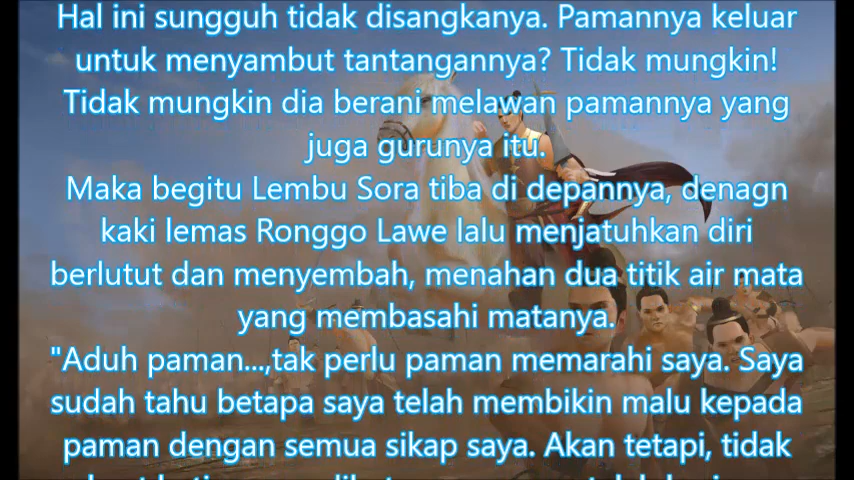 Hal ini sungguh tidak disangkanya. Pamannya keluar
untuk menyambut tantangannya? Tidak mungkin!
Tidak mungkin dia berani melawan pamannya yang
juga gurunya itu.
Maka begitu Lembu Sora tiba di depannya, denagn
kaki lemas Ronggo Lawe lalu menjatuhkan diri
berlutut dan menyembah, menahan dua titik air mata
yang membasahi matanya.
"Aduh paman...,tak perlu paman memarahi saya. Saya
sudah tahu betapa saya telah membikin malu kepada
paman dengan semua sikap saya. Akan tetapi, tidak